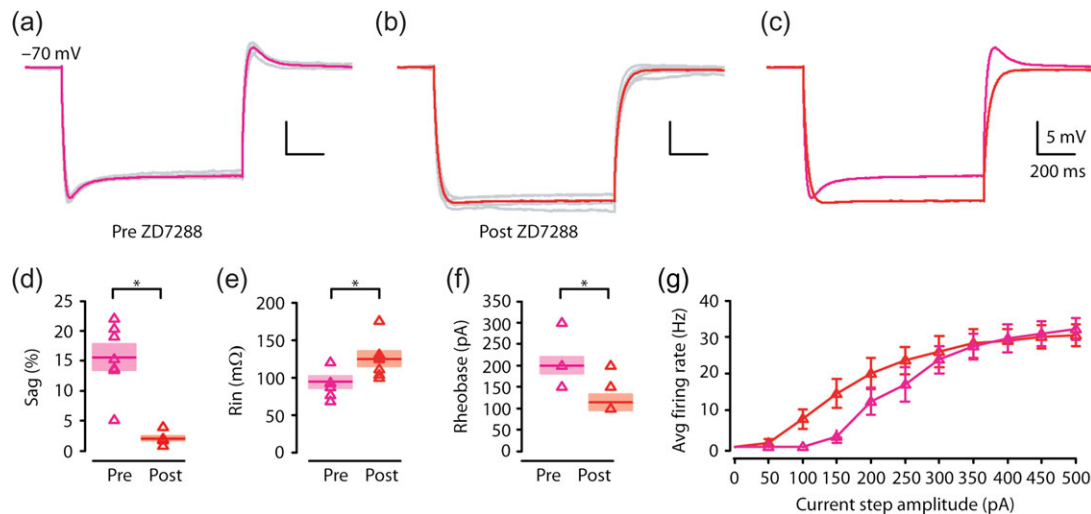 (a)
(b)
(c)
−70 mV
5 mV
200 ms
Pre ZD7288
Post ZD7288
(d)
*
Sag (%)
25
20
15
10
5
0
Pre
Post
(e)
*
Rin (mΩ)
200
150
100
50
0
Pre
Post
(f)
*
Rheobase (pA)
350
300
250
200
150
100
50
0
Pre
Post
(g)
Avg firing rate (Hz)
40
30
20
10
0
0 50 100 150 200 250 300 350 400 450 500
Current step amplitude (pA)